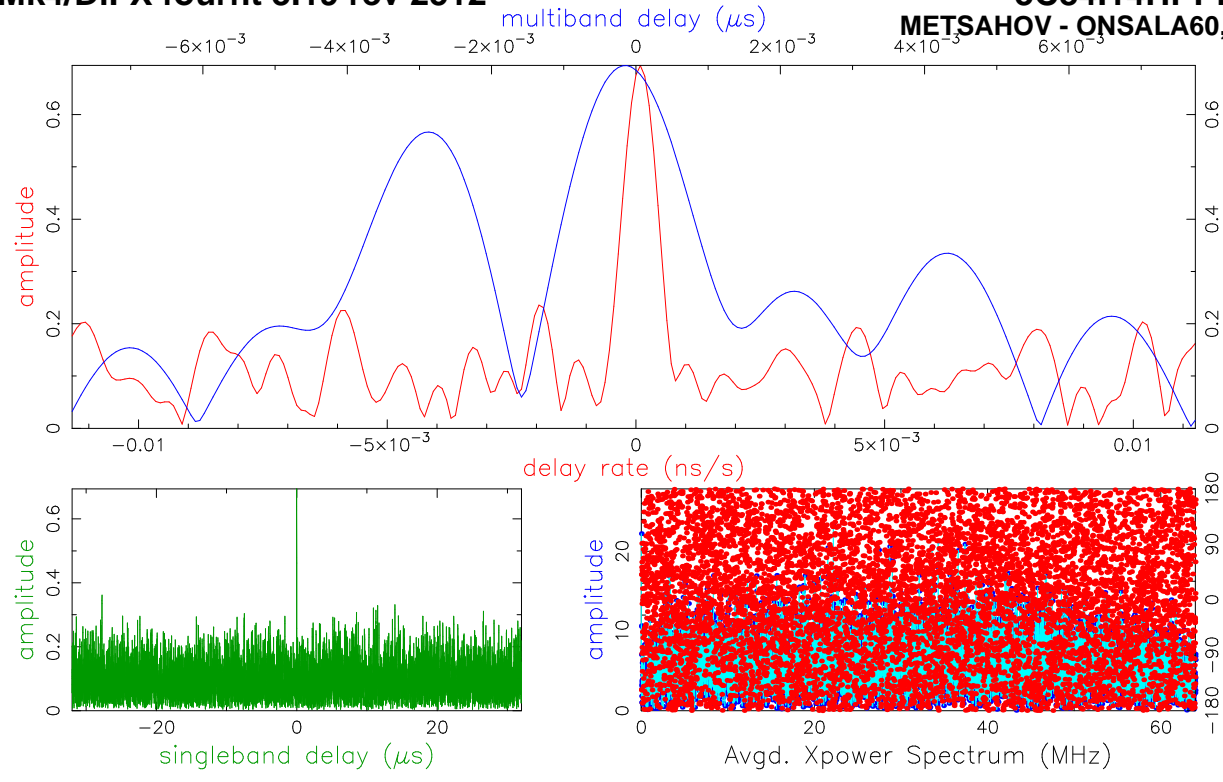 multiband delay (μs)
METSAHOV - ONSALA60,
−6×10⁻³ −4×10⁻³ −2×10⁻³ 0 2×10⁻³ 4×10⁻³ 6×10⁻³
amplitude
0 0.2 0.4 0.6
0 0.2 0.4 0.6
−0.01 −5×10⁻³ 0 5×10⁻³ 0.01
delay rate (ns/s)
amplitude
0 0.2 0.4 0.6
−20 0 20
singleband delay (μs)
amplitude
0 10 20
−180 −90 0 90 180
0 20 40 60
Avgd. Xpower Spectrum (MHz)